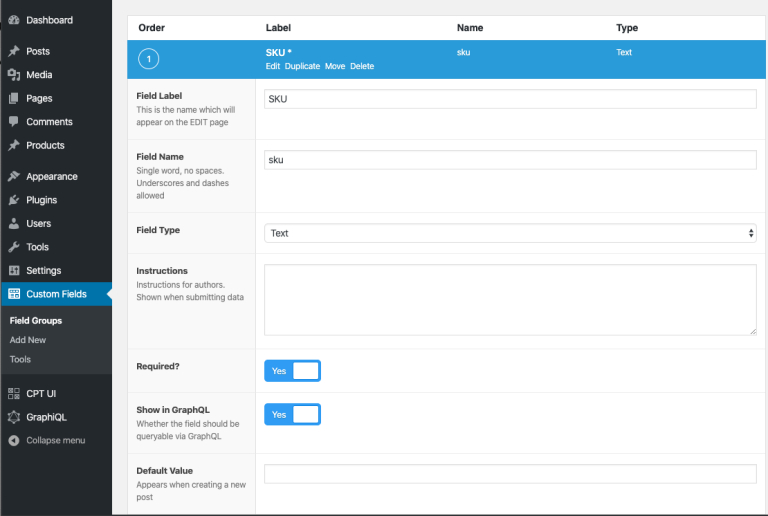 Dashboard
Posts
Media
Pages
Comments
Products
Appearance
Plugins
Users
Tools
Settings
Custom Fields
Field Groups
Add New
Tools
CPT UI
GraphiQL
Collapse menu
Order Label Name Type
1 SKU * sku Text
Edit Duplicate Move Delete
Field Label
This is the name which will
appear on the EDIT page
SKU
Field Name
Single word, no spaces.
Underscores and dashes
allowed
sku
Field Type
Text
Instructions
Instructions for authors.
Shown when submitting data
Required?
Yes
Show in GraphQL
Whether the field should be
queryable via GraphQL
Yes
Default Value
Appears when creating a new
post